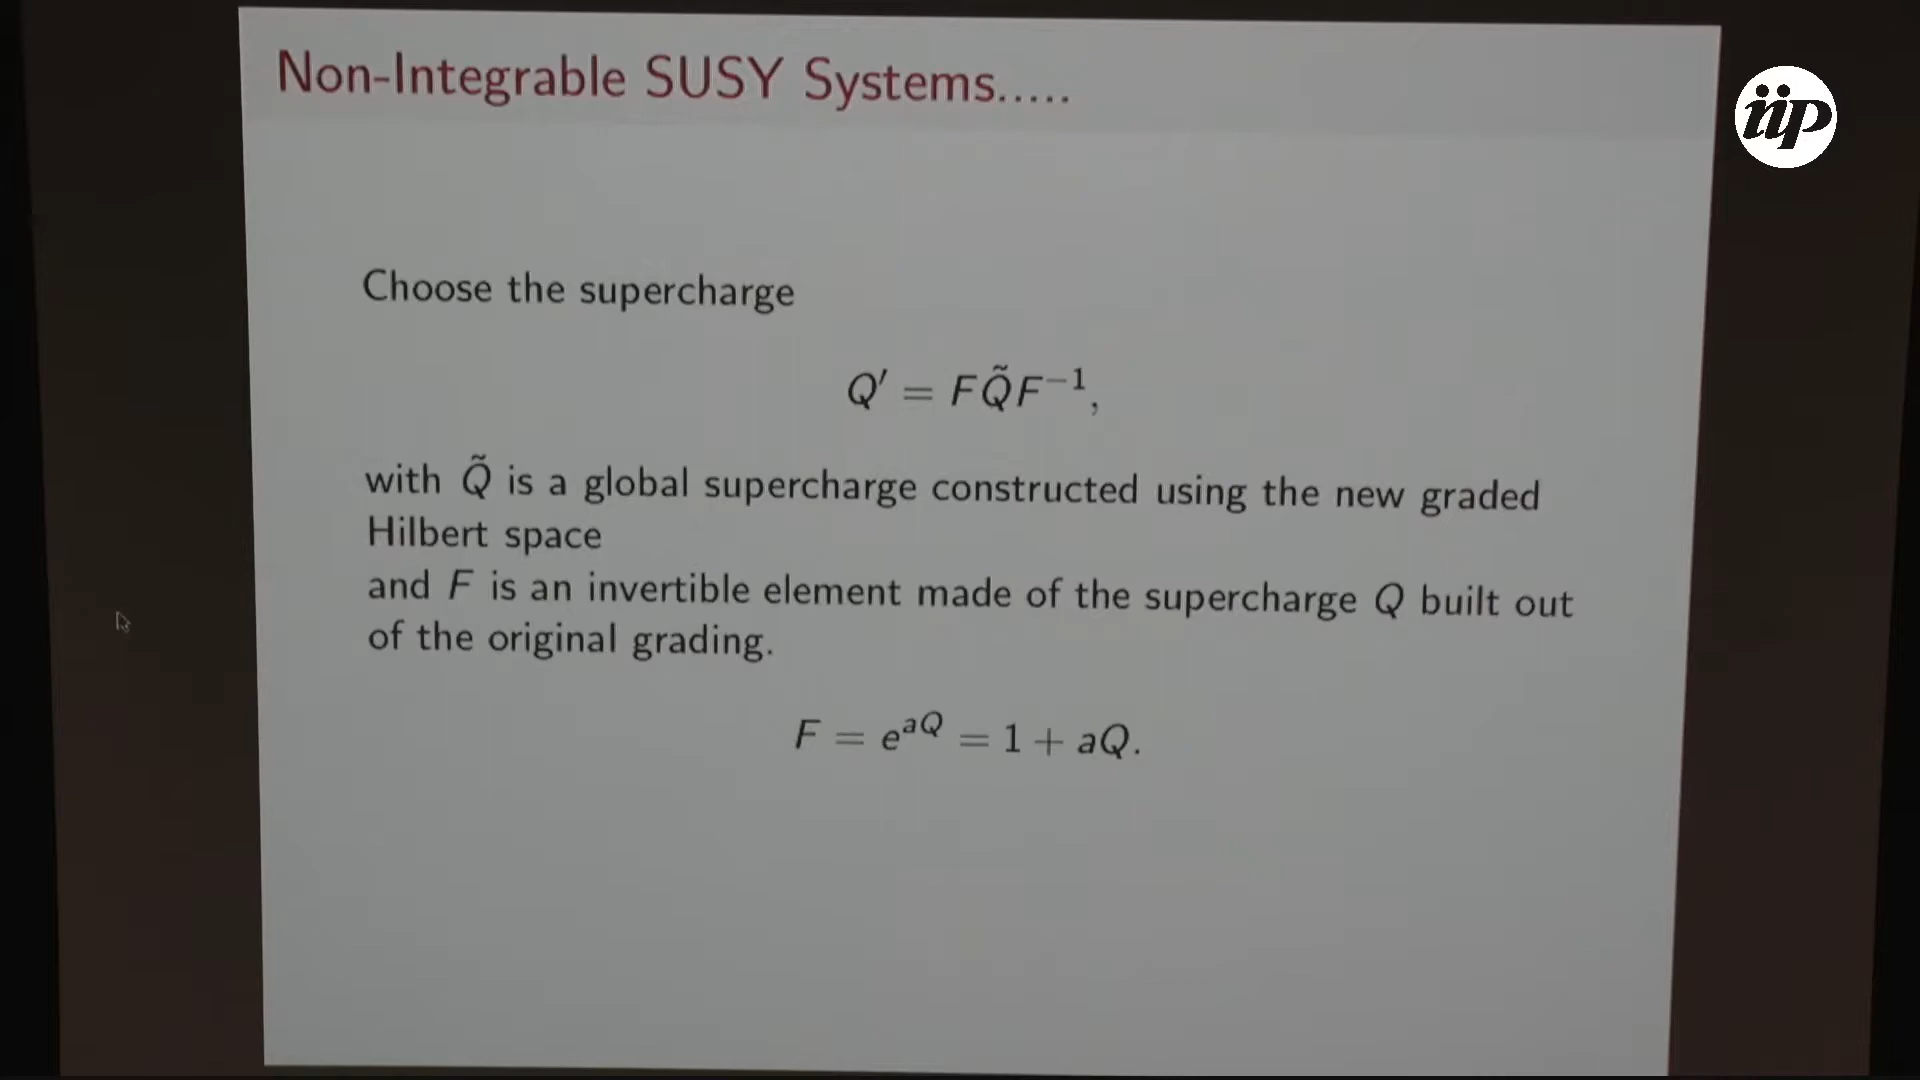 Non-Integrable SUSY Systems.....
iip
Choose the supercharge
Q′ = FQ̃F⁻¹,
with Q̃ is a global supercharge constructed using the new graded
Hilbert space
and F is an invertible element made of the supercharge Q built out
of the original grading.
F = e^{aQ} = 1 + aQ.